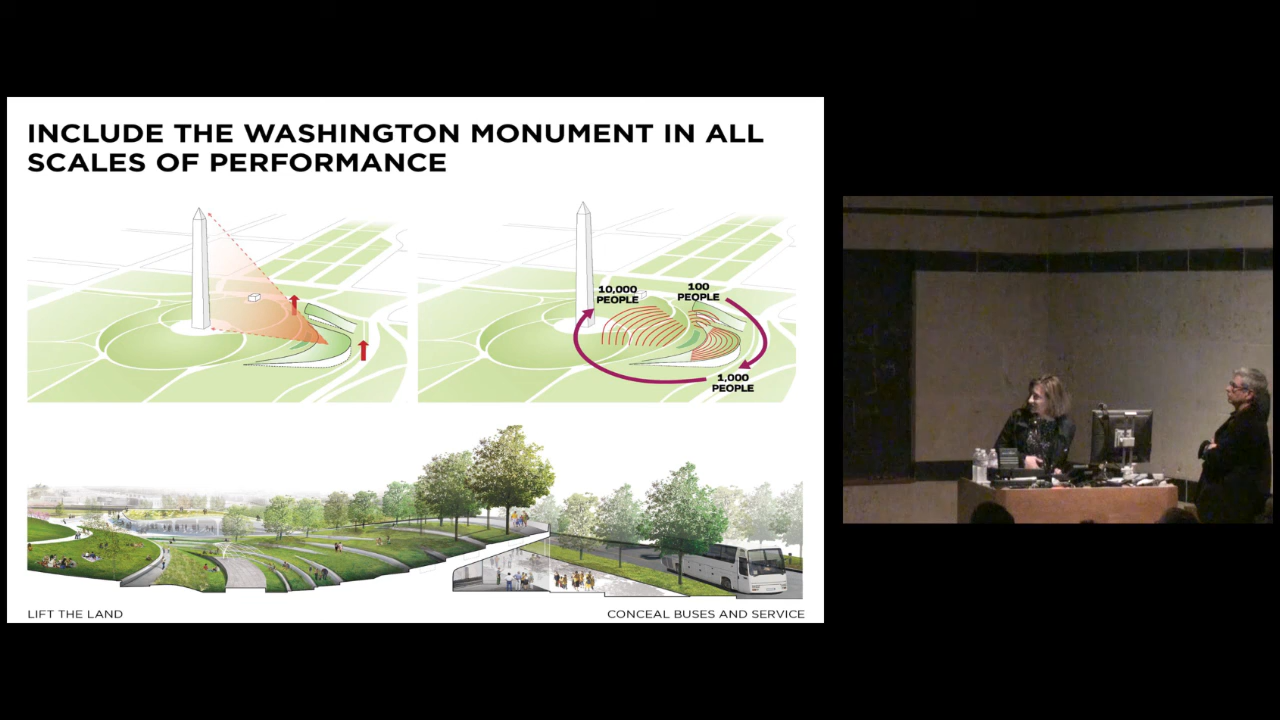 INCLUDE THE WASHINGTON MONUMENT IN ALL
SCALES OF PERFORMANCE
10,000
PEOPLE
100
PEOPLE
1,000
PEOPLE
LIFT THE LAND
CONCEAL BUSES AND SERVICE